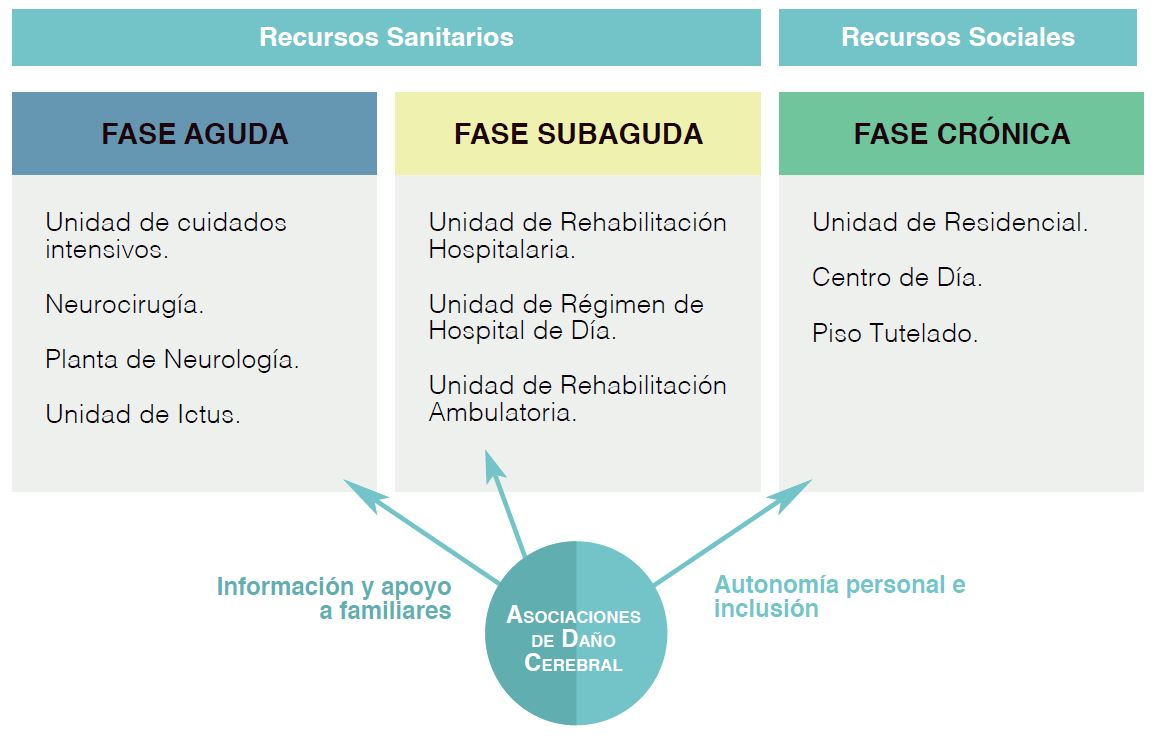 Recursos Sanitarios
Recursos Sociales
FASE AGUDA
Unidad de cuidados
intensivos.
Neurocirugía.
Planta de Neurología.
Unidad de Ictus.
FASE SUBAGUDA
Unidad de Rehabilitación
Hospitalaria.
Unidad de Régimen de
Hospital de Día.
Unidad de Rehabilitación
Ambulatoria.
FASE CRÓNICA
Unidad de Residencial.
Centro de Día.
Piso Tutelado.
Información y apoyo
a familiares
ASOCIACIONES
DE DAÑO
CEREBRAL
Autonomía personal e
inclusión